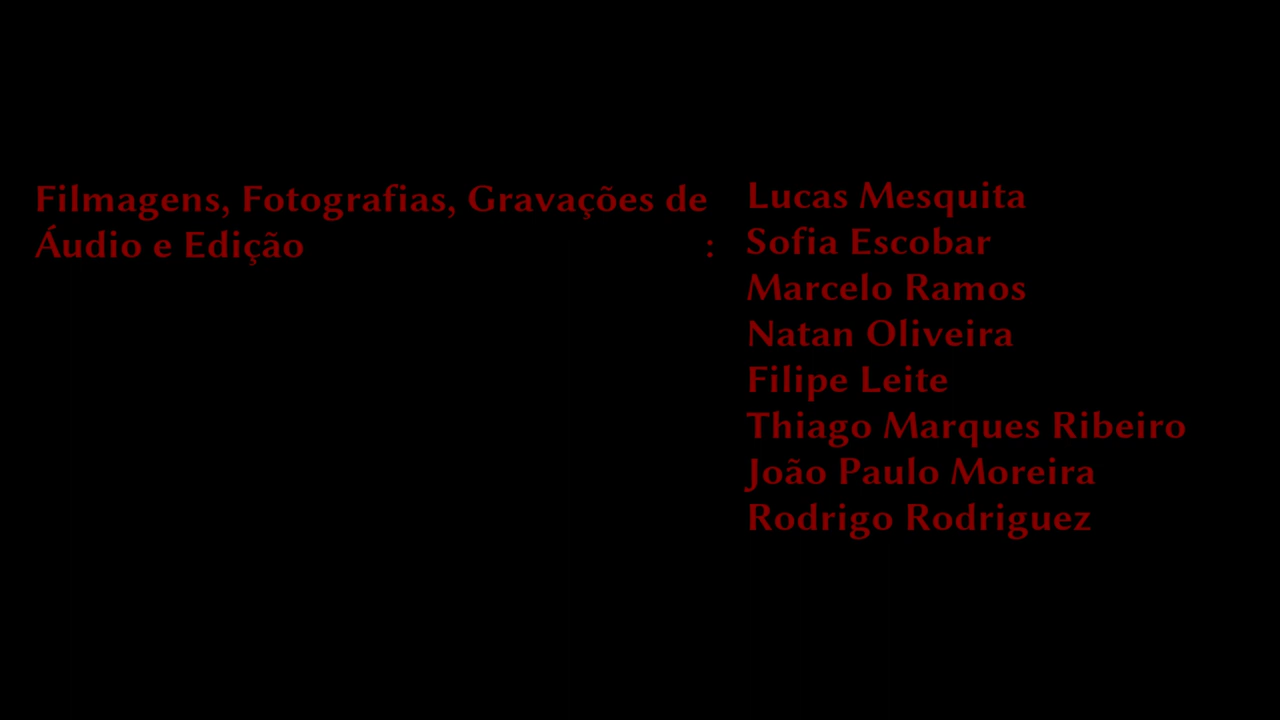 Filmagens, Fotografias, Gravações de
Áudio e Edição :
Lucas Mesquita
Sofia Escobar
Marcelo Ramos
Natan Oliveira
Filipe Leite
Thiago Marques Ribeiro
João Paulo Moreira
Rodrigo Rodriguez